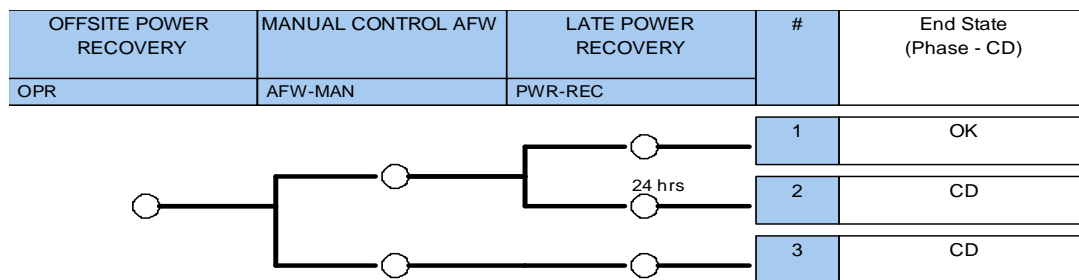 OFFSITE POWER
RECOVERY
MANUAL CONTROL AFW
LATE POWER
RECOVERY
#
End State
(Phase - CD)
OPR
AFW-MAN
PWR-REC
1
OK
24 hrs
2
CD
3
CD